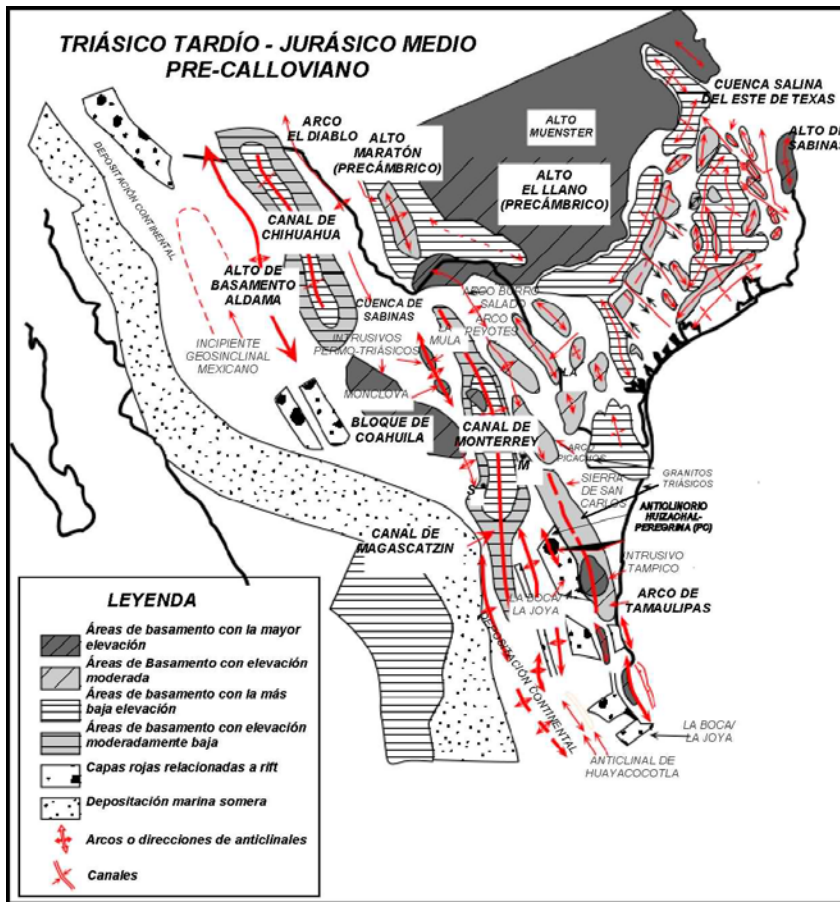 TRIÁSICO TARDÍO - JURÁSICO MEDIO
PRE-CALLOVIANO
CUENCA SALINA
DEL ESTE DE TEXAS
ARCO
EL DIABLO
ALTO
MUENSTER
ALTO DE
SABINAS
ALTO
MARATÓN
(PRECÁMBRICO)
ALTO
EL LLANO
(PRECÁMBRICO)
DEPOSITACIÓN CONTINENTAL
CANAL DE
CHIHUAHUA
ALTO DE
BASAMENTO
ALDAMA
CUENCA DE
SABINAS
ARCO BURRO
SALADO
ARCO
PEYOTES
LA
MULA
INCIPIENTE
GEOSINCLINAL
MEXICANO
INTRUSIVOS
PERMO-TRIÁSICOS
MONCLOVA
BLOQUE DE
COAHUILA
CANAL DE
MONTERREY
M
S
ARCO
PICACHOS
GRANITOS
TRIÁSICOS
SIERRA
DE SAN
CARLOS
ANTICLINORIO
HUIZACHAL-
PEREGRINA (PC)
CANAL DE
MAGASCATZIN
INTRUSIVO
TAMPICO
ARCO DE
TAMAULIPAS
LA BOCA/
LA JOYA
DEPOSITACIÓN CONTINENTAL
LA BOCA/
LA JOYA
ANTICLINAL DE
HUAYACOCOTLA
LEYENDA
Áreas de basamento con la mayor
elevación
Áreas de Basamento con elevación
moderada
Áreas de basamento con la más
baja elevación
Áreas de basamento con elevación
moderadamente baja
Capas rojas relacionadas a rift
Depositación marina somera
Arcos o direcciones de anticlinales
Canales